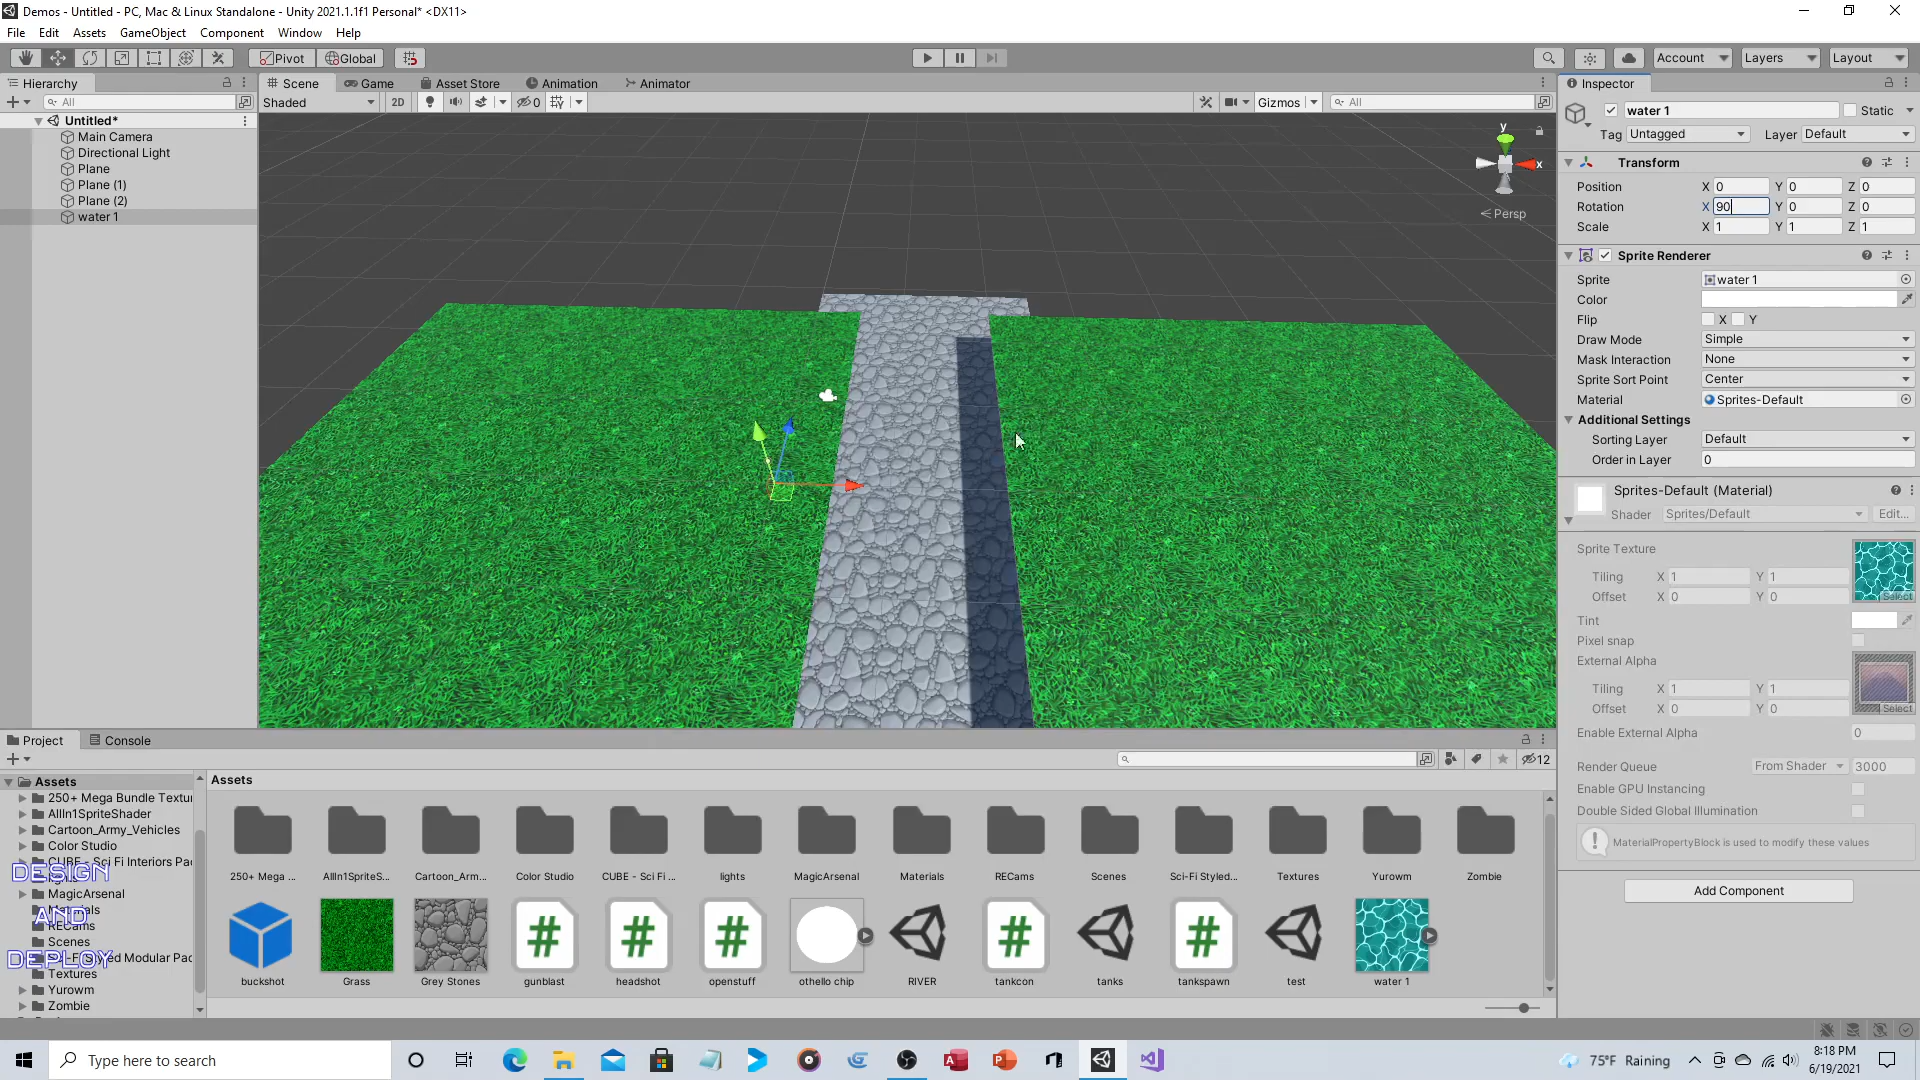 Demos - Untitled - PC, Mac & Linux Standalone - Unity 2021.1.1f1 Personal* <DX11>
File Edit Assets GameObject Component Window Help
Pivot Global Account Layers Layout
Hierarchy
All
Untitled*
Main Camera
Directional Light
Plane
Plane (1)
Plane (2)
water 1
Scene Game Asset Store Animation Animator
Shaded 2D 0 Gizmos All
y
x
Persp
Inspector
water 1 Static
Tag Untagged Layer Default
Transform
Position X 0 Y 0 Z 0
Rotation X 90 Y 0 Z 0
Scale X 1 Y 1 Z 1
Sprite Renderer
Sprite water 1
Color
Flip X Y
Draw Mode Simple
Mask Interaction None
Sprite Sort Point Center
Material Sprites-Default
Additional Settings
Sorting Layer Default
Order in Layer 0
Sprites-Default (Material)
Shader Sprites/Default Edit...
Sprite Texture
Tiling X 1 Y 1
Offset X 0 Y 0 Select
Tint
Pixel snap
External Alpha
Tiling X 1 Y 1
Offset X 0 Y 0 Select
Enable External Alpha 0
Render Queue From Shader 3000
Enable GPU Instancing
Double Sided Global Illumination
MaterialPropertyBlock is used to modify these values
Add Component
Project Console
12
Assets
250+ Mega Bundle Textur
AllIn1SpriteShader
Cartoon_Army_Vehicles
Color Studio
CUBE - Sci Fi Interiors Pac
MagicArsenal
RECams
Scenes
Textures
Yurowm
Zombie
DESIGN
AND
DEPLOY
Assets
250+ Mega ... AllIn1SpriteS... Cartoon_Arm... Color Studio CUBE - Sci Fi ... lights MagicArsenal Materials RECams Scenes Sci-Fi Styled... Textures Yurowm Zombie
buckshot Grass Grey Stones gunblast headshot openstuff othello chip RIVER tankcon tanks tankspawn test water 1
Type here to search
75°F Raining
8:18 PM
6/19/2021